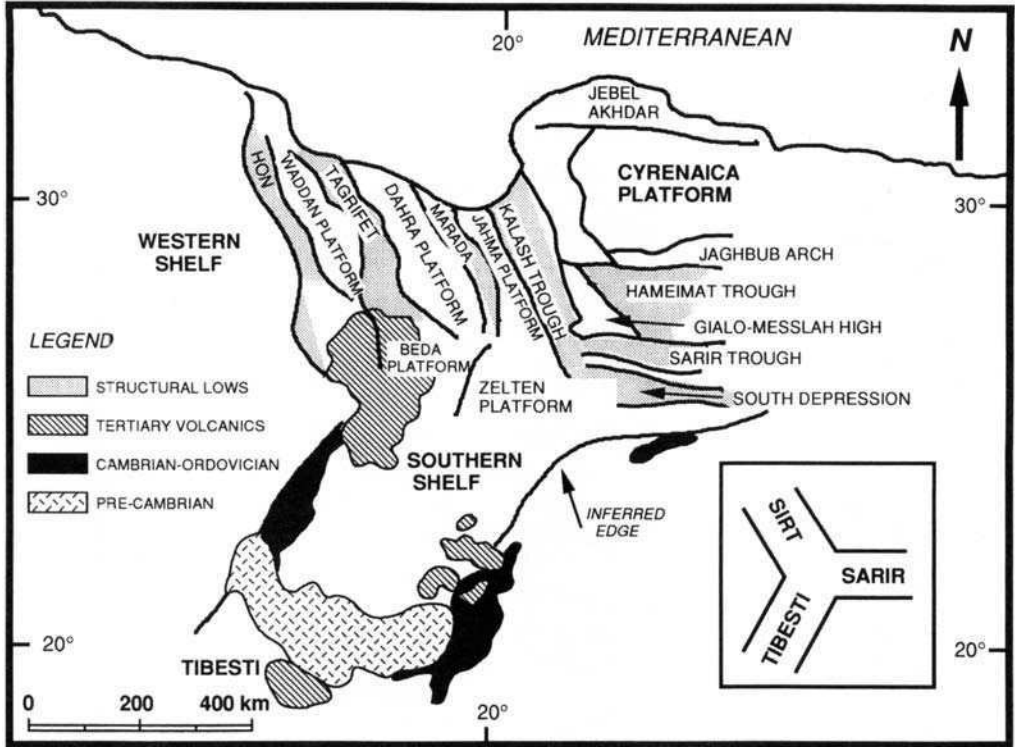 20°
MEDITERRANEAN
N
JEBEL
AKHDAR
CYRENAICA
PLATFORM
30°
30°
HON
WADDAN PLATFORM
TAGRIFET
DAHRA PLATFORM
MARADA
JAHMA PLATFORM
KALASH TROUGH
WESTERN
SHELF
JAGHBUB ARCH
HAMEIMAT TROUGH
GIALO-MESSLAH HIGH
SARIR TROUGH
SOUTH DEPRESSION
BEDA
PLATFORM
ZELTEN
PLATFORM
LEGEND
STRUCTURAL LOWS
TERTIARY VOLCANICS
CAMBRIAN-ORDOVICIAN
PRE-CAMBRIAN
SOUTHERN
SHELF
INFERRED
EDGE
SIRT
SARIR
TIBESTI
20°
20°
TIBESTI
0 200 400 km
20°